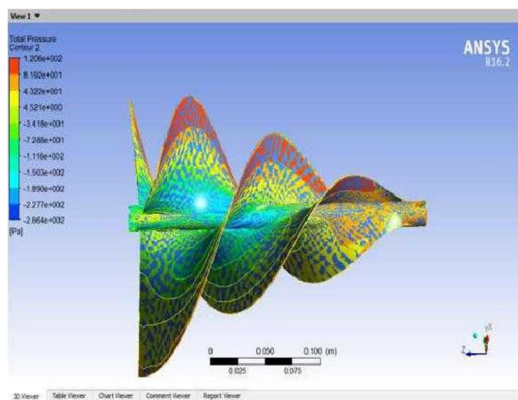 View 1
Total Pressure
Contour 2
1.206e+002
8.192e+001
4.322e+001
4.521e+000
-3.418e+001
-7.288e+001
-1.116e+002
-1.503e+002
-1.890e+002
-2.277e+002
-2.664e+002
[Pa]
ANSYS
R16.2
0 0.050 0.100 (m)
0.025 0.075
Z
3D Viewer Table Viewer Chart Viewer Comment Viewer Report Viewer